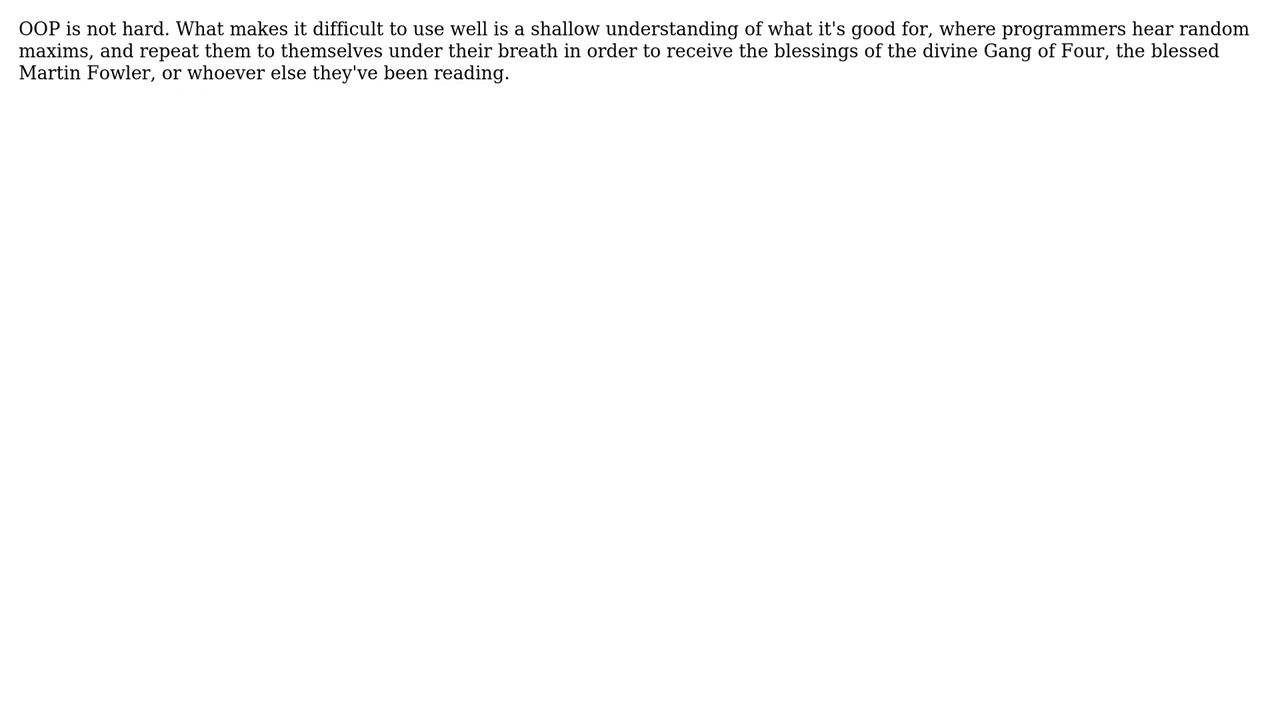 OOP is not hard. What makes it difficult to use well is a shallow understanding of what it's good for, where programmers hear random
maxims, and repeat them to themselves under their breath in order to receive the blessings of the divine Gang of Four, the blessed
Martin Fowler, or whoever else they've been reading.